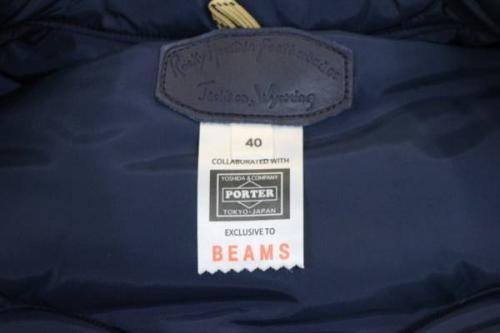 Rocky Mountain Featherbed Co
Jackson, Wyoming
40
COLLABORATED WITH
YOSHIDA & COMPANY
PORTER
TOKYO-JAPAN
EXCLUSIVE TO
BEAMS